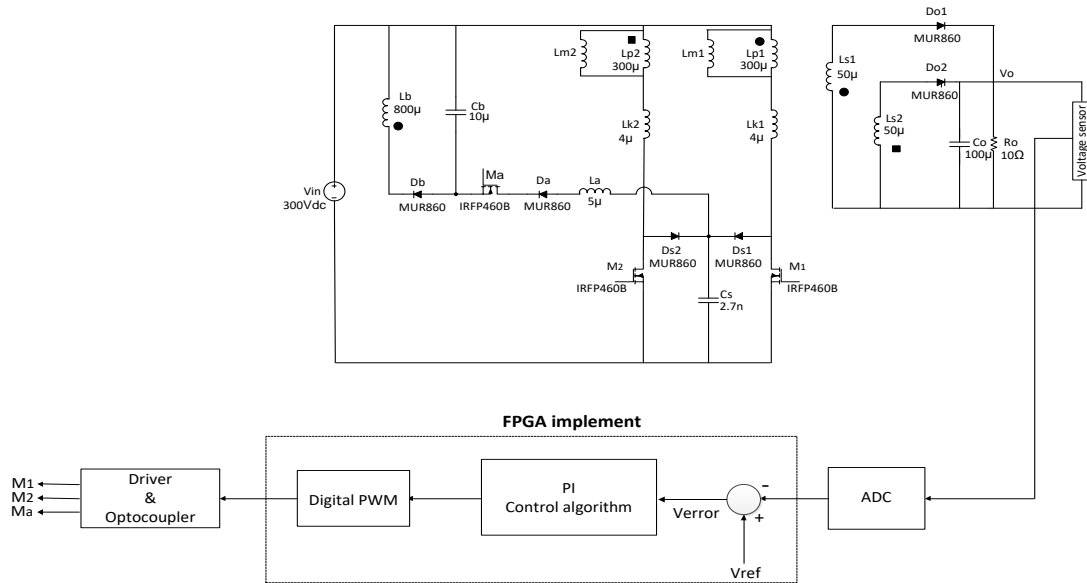 Do1
MUR860
Lm2
Lp2
300µ
Lm1
Lp1
300µ
Ls1
50µ
Do2
MUR860
Vo
Lb
800µ
Cb
10µ
Lk2
4µ
Lk1
4µ
Ls2
50µ
Co
100µ
Ro
10Ω
Voltage sensor
Vin
300Vdc
Db
MUR860
Ma
IRFP460B
Da
MUR860
La
5µ
Ds2
MUR860
Ds1
MUR860
M2
IRFP460B
M1
IRFP460B
Cs
2.7n
FPGA implement
M1
M2
Ma
Driver
&
Optocoupler
Digital PWM
PI
Control algorithm
Verror
-
+
Vref
ADC